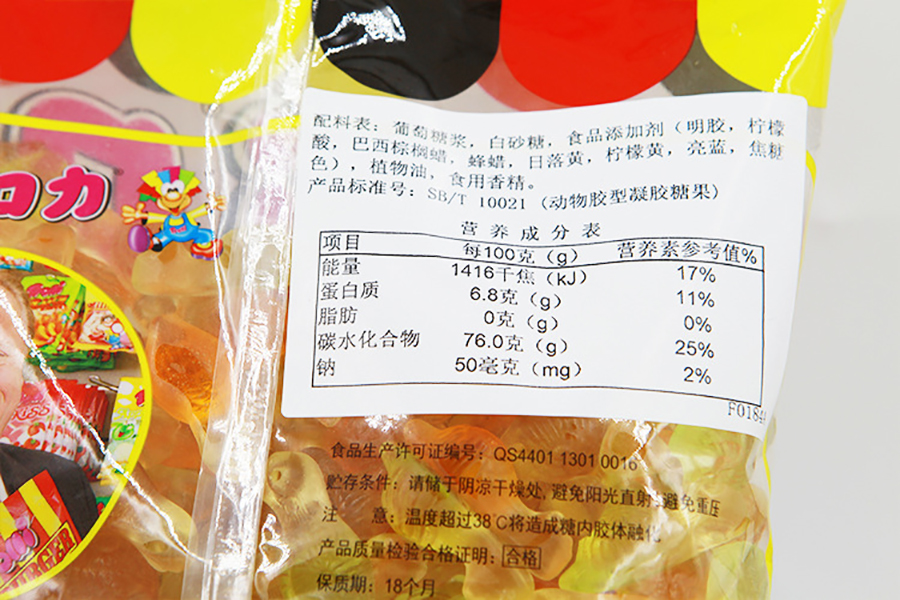 配料表：葡萄糖浆，白砂糖，食品添加剂（明胶，柠檬
酸，巴西棕榈蜡，蜂蜡，日落黄，柠檬黄，亮蓝，焦糖
色），植物油，食用香精。
产品标准号：SB/T 10021（动物胶型凝胶糖果）
营养成分表
项目 每100克（g） 营养素参考值%
能量 1416千焦（kJ） 17%
蛋白质 6.8克（g） 11%
脂肪 0克（g） 0%
碳水化合物 76.0克（g） 25%
钠 50毫克（mg） 2%
F0184
食品生产许可证编号：QS4401 1301 0016
贮存条件：请储于阴凉干燥处,避免阳光直射,避免重压
注 意：温度超过38℃将造成糖内胶体融化
产品质量检验合格证明：合格
保质期：18个月
口力
KISS
BURGER